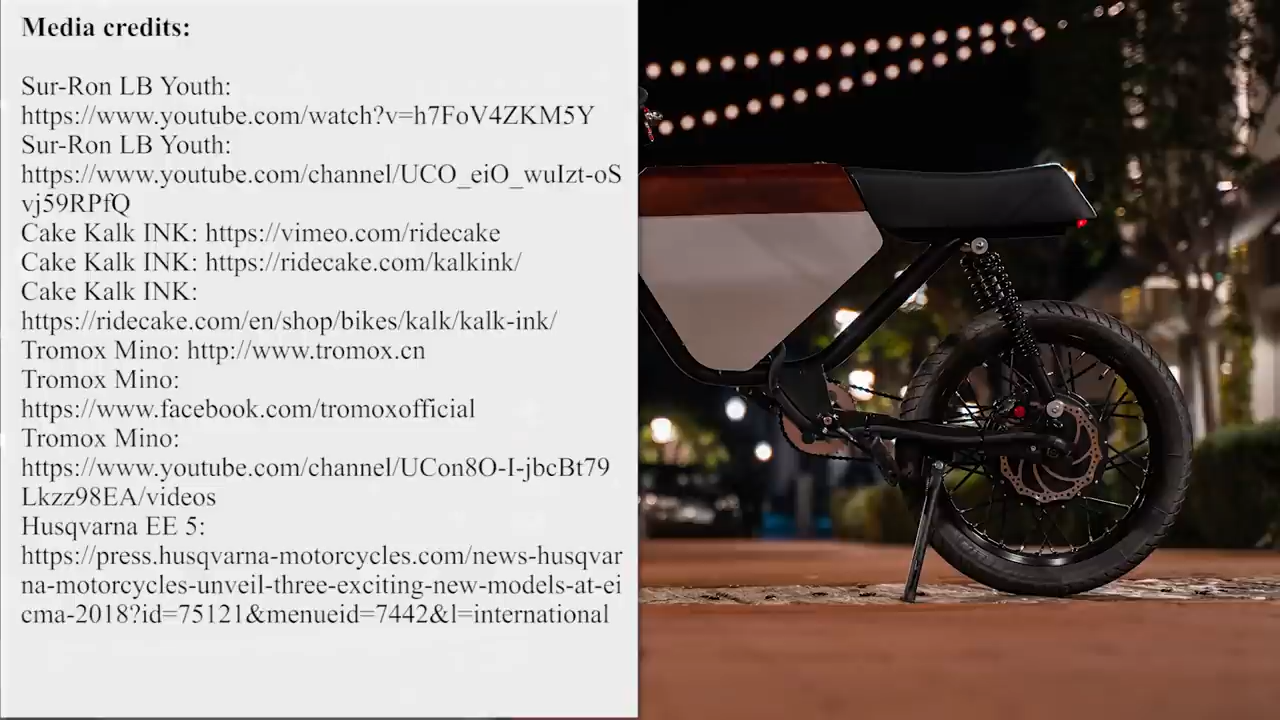 Media credits:
Sur-Ron LB Youth:
https://www.youtube.com/watch?v=h7FoV4ZKM5Y
Sur-Ron LB Youth:
https://www.youtube.com/channel/UCO_eiO_wuIzt-oS
vj59RPfQ
Cake Kalk INK: https://vimeo.com/ridecake
Cake Kalk INK: https://ridecake.com/kalkink/
Cake Kalk INK:
https://ridecake.com/en/shop/bikes/kalk/kalk-ink/
Tromox Mino: http://www.tromox.cn
Tromox Mino:
https://www.facebook.com/tromoxofficial
Tromox Mino:
https://www.youtube.com/channel/UCon8O-I-jbcBt79
Lkzz98EA/videos
Husqvarna EE 5:
https://press.husqvarna-motorcycles.com/news-husqvar
na-motorcycles-unveil-three-exciting-new-models-at-ei
cma-2018?id=75121&menueid=7442&l=international